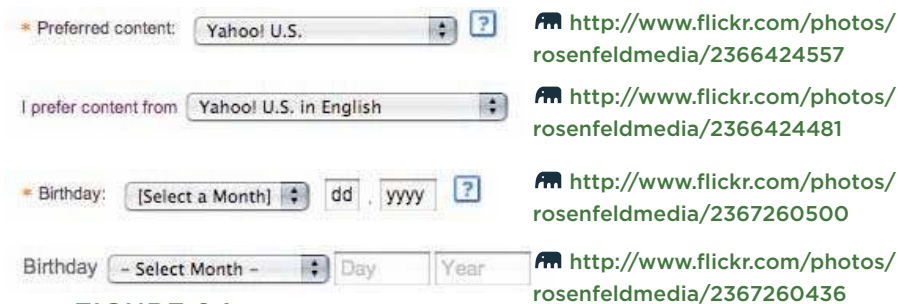 * Preferred content: Yahoo! U.S. ?
http://www.flickr.com/photos/
rosenfeldmedia/2366424557
I prefer content from Yahoo! U.S. in English
http://www.flickr.com/photos/
rosenfeldmedia/2366424481
* Birthday: [Select a Month] dd , yyyy ?
http://www.flickr.com/photos/
rosenfeldmedia/2367260500
Birthday - Select Month - Day Year
http://www.flickr.com/photos/
rosenfeldmedia/2367260436